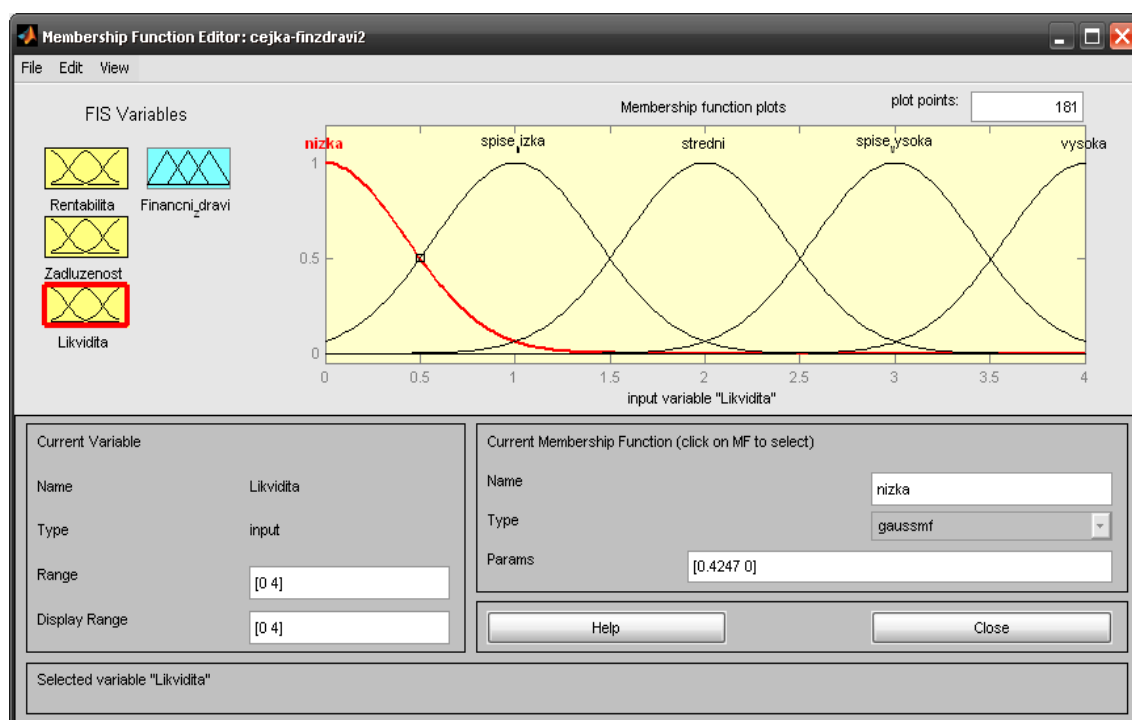 Membership Function Editor: cejka-finzdravi2
File Edit View
FIS Variables
Membership function plots
plot points:
181
Rentabilita
Financni_zdravi
Zadluzenost
Likvidita
nizka
spise_nizka
stredni
spise_vysoka
vysoka
1
0.5
0
0 0.5 1 1.5 2 2.5 3 3.5 4
input variable "Likvidita"
Current Variable
Name Likvidita
Type input
Range [0 4]
Display Range [0 4]
Current Membership Function (click on MF to select)
Name nizka
Type gaussmf
Params [0.4247 0]
Help
Close
Selected variable "Likvidita"